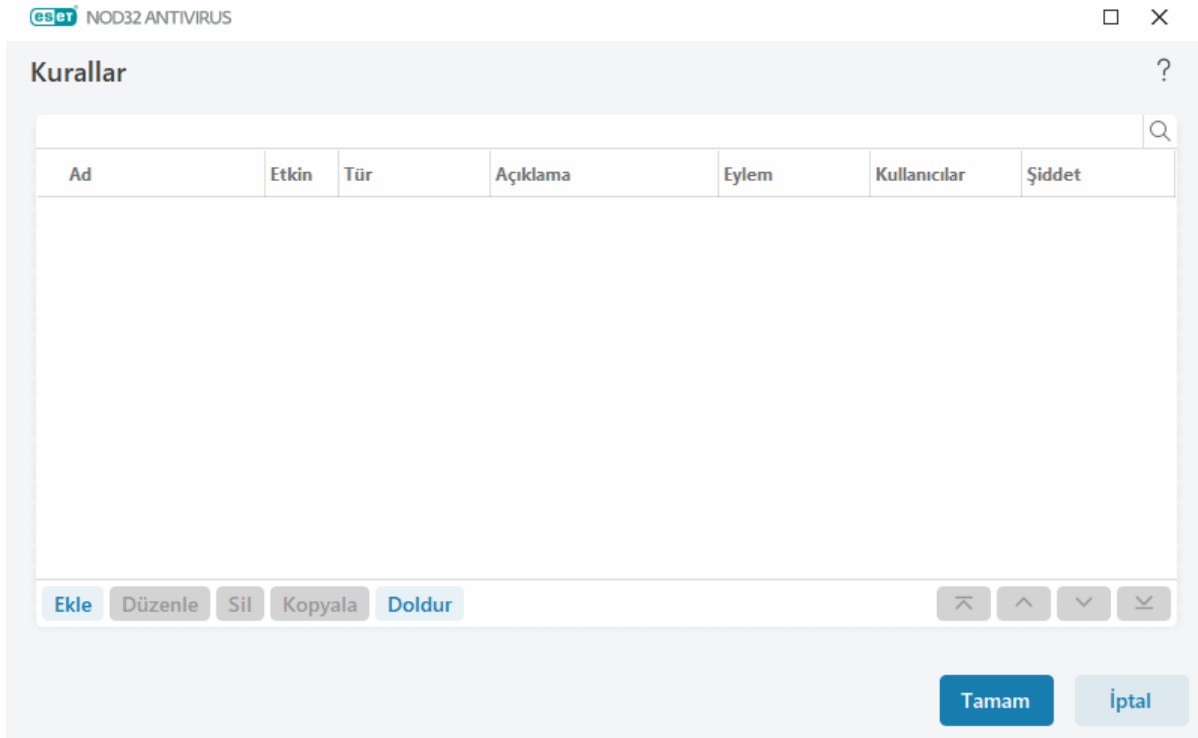 eset NOD32 ANTIVIRUS
Kurallar
?
Ad Etkin Tür Açıklama Eylem Kullanıcılar Şiddet
Ekle Düzenle Sil Kopyala Doldur
Tamam İptal